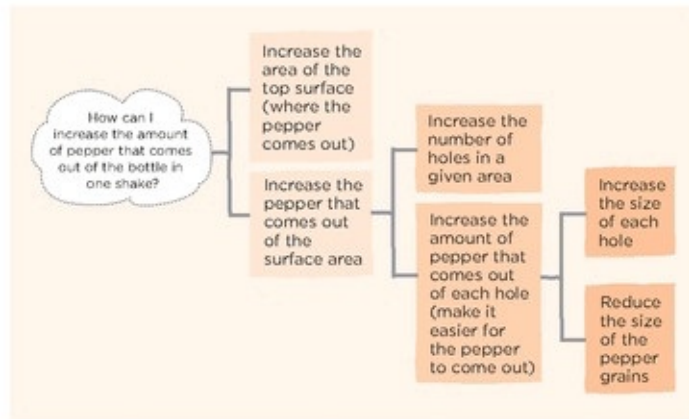 How can I
increase the amount
of pepper that comes
out of the bottle in
one shake?
Increase the
area of the
top surface
(where the
pepper
comes out)
Increase the
pepper that
comes out
of the
surface area
Increase the
number of
holes in a
given area
Increase the
amount of
pepper that
comes out
of each hole
(make it
easier for
the pepper
to come out)
Increase
the size
of each
hole
Reduce
the size
of the
pepper
grains